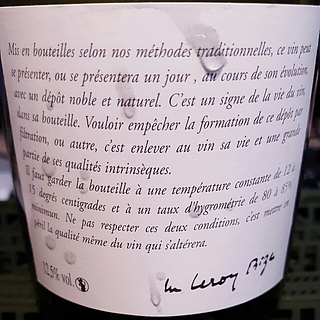 Mis en bouteilles selon nos méthodes traditionnelles, ce vin peut
se présenter, ou se présentera un jour, au cours de son évolution,
avec un dépôt noble et naturel. C'est un signe de la vie du vin,
dans sa bouteille. Vouloir empêcher la formation de ce dépôt par
filtration, ou autre, c'est enlever au vin sa vie et une grande
partie de ses qualités intrinsèques.
Il faut garder la bouteille à une température constante de 12 à
15 degrés centigrades et à un taux d'hygrométrie de 80 à 85%
minimum. Ne pas respecter ces deux conditions, c'est mettre en
péril la qualité même du vin qui s'altérera.
12.5% vol.
Leroy